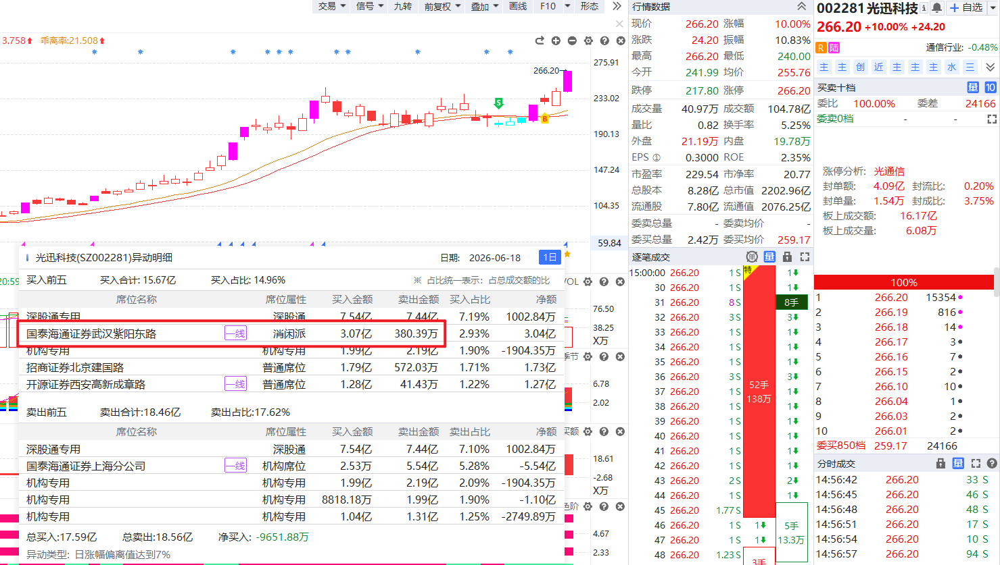 交易 信号 九转 前复权 叠加 画线 F10 形态
3.758 乖离率:21.508
266.20
275.91
233.02
190.13
147.24
104.35
59.84
S
B
光迅科技(SZ002281)异动明细 日期: 2026-06-18 1日
买入前五 买入合计: 15.67亿 买入占比: 14.96% ※ 占比统一表示：占总成交额的比
席位名称 席位属性 买入金额 卖出金额 买入占比 净额
深股通专用 深股通 7.54亿 7.44亿 7.19% 1002.84万
国泰海通证券武汉紫阳东路 一线 消闲派 3.07亿 380.39万 2.93% 3.04亿
机构专用 机构专用 1.99亿 2.19亿 1.90% -1904.35万
招商证券北京建国路 普通席位 1.79亿 572.03万 1.71% 1.73亿
开源证券西安高新成章路 一线 普通席位 1.28亿 41.43万 1.22% 1.27亿
卖出前五 卖出合计:18.46亿 卖出占比:17.62%
席位名称 席位属性 买入金额 卖出金额 卖出占比 净额
深股通专用 深股通 7.54亿 7.44亿 7.10% 1002.84万
国泰海通证券上海分公司 一线 机构席位 2.53万 5.54亿 5.28% -5.54亿
机构专用 机构专用 1.99亿 2.19亿 2.09% -1904.35万
机构专用 机构专用 8818.18万 1.99亿 1.90% -1.10亿
机构专用 机构专用 1.04亿 1.31亿 1.25% -2749.89万
总买入:17.59亿 总卖出:18.56亿 净买入: -9651.88万
异动类型: 日涨幅偏离值达到7%
20:59
VOL
76.50
38.25
X万
季节
6.78
2.02
买额
18.61
-2.68
X万
色阶
4.67
2.33
行情数据
现价 266.20 涨幅 10.00%
涨跌 24.20 振幅 10.83%
最高 266.20 最低 240.00
今开 241.99 均价 255.76
跌停 217.80 涨停 266.20
成交量 40.97万 成交额 104.78亿
量比 0.82 换手率 5.25%
外盘 21.19万 内盘 19.78万
EPS ① 0.3000 ROE 2.35%
市盈率 229.54 市净率 20.77
总股本 8.28亿 总市值 2202.96亿
流通股 7.80亿 流通值 2076.25亿
委卖总量 - 委卖均价 -
委买总量 2.42万 委买均价 259.17
逐笔成交 单 量
15:00:00 266.20 1 S 特 1
30 266.20 1 S 1
31 266.20 8 S 8手
32 266.20 3 S 3
33 266.20 1 S 1
34 266.20 1 S 1
35 266.20 1 S 1
36 266.20 3 S 3
37 266.20 1 S 52手 138万 1
38 266.20 1 S 1
39 266.20 1 S 1
40 266.20 1 S 1
41 266.20 1 S 1
42 266.20 1 S 1
43 266.20 2 S 2
44 266.20 1 S 1
45 266.20 1.77 S
46 266.20 1 S 1 5手
47 266.20 1 S 1 13.3万
48 266.20 1.23 S 3手
002281 光迅科技 i 自选
266.20 +10.00% +24.20
R 陆 通信行业: -0.48%
主 主 创 近 主 主 主 水 三
买卖十档 量 10
委比 100.00% 委差 24166
委卖0档 - -
涨停分析: 光通信
封单额: 4.09亿 封流比: 0.20%
封单量: 1.54万 封成比: 3.75%
板上成交额: 16.17亿
板上成交量: 6.08万
100%
1 266.20 15354
2 266.19 816
3 266.18 14
4 266.17 3
5 266.16 7
6 266.15 2
7 266.10 10
8 266.04 1
9 266.03 2
10 266.01 2
委买850档 259.17 24166
分时成交 量
14:56:42 266.20 33 S
14:56:45 266.20 46 S
14:56:48 266.20 48 S
14:56:51 266.20 17 S
14:56:54 266.20 10 S
14:56:57 266.20 94 S